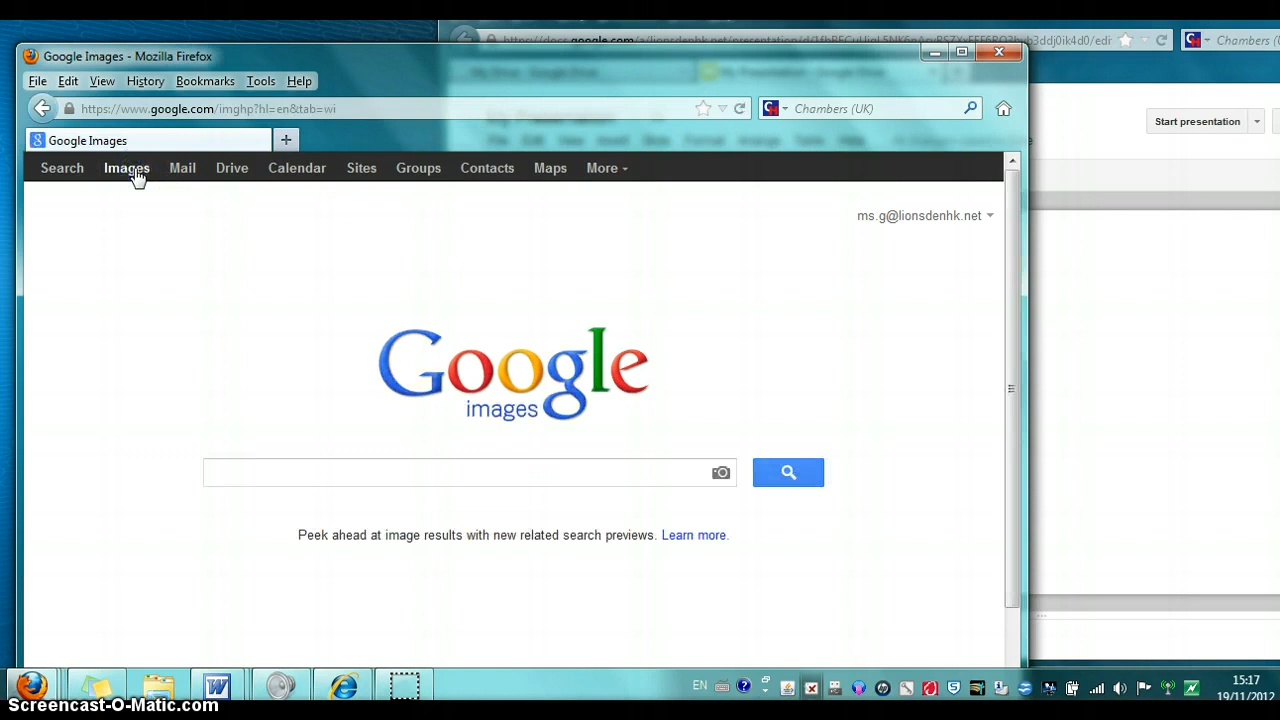 Google Images - Mozilla Firefox
File Edit View History Bookmarks Tools Help
https://www.google.com/imghp?hl=en&tab=wi
Chambers (UK)
Chambers (
Google Images
Start presentation
Search Images Mail Drive Calendar Sites Groups Contacts Maps More
ms.g@lionsdenhk.net
Google
images
Peek ahead at image results with new related search previews. Learn more.
EN
15:17
19/11/2012
Screencast-O-Matic.com